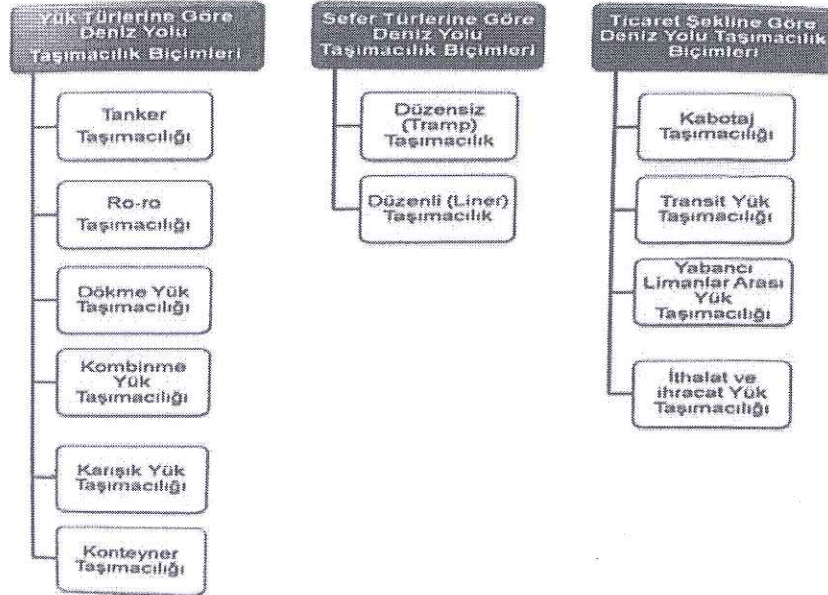 Yük Türlerine Göre
Deniz Yolu
Taşımacılık Biçimleri
Tanker
Taşımacılığı
Ro-ro
Taşımacılığı
Dökme Yük
Taşımacılığı
Kombinme
Yük
Taşımacılığı
Karışık Yük
Taşımacılığı
Konteyner
Taşımacılığı
Sefer Türlerine Göre
Deniz Yolu
Taşımacılık Biçimleri
Düzensiz
(Tramp)
Taşımacılık
Düzenli (Liner)
Taşımacılık
Ticaret Şekline Göre
Deniz Yolu Taşımacılık
Biçimleri
Kabotaj
Taşımacılığı
Transit Yük
Taşımacılığı
Yabancı
Limanlar Arası
Yük
Taşımacılığı
İthalat ve
ihracat Yük
Taşımacılığı